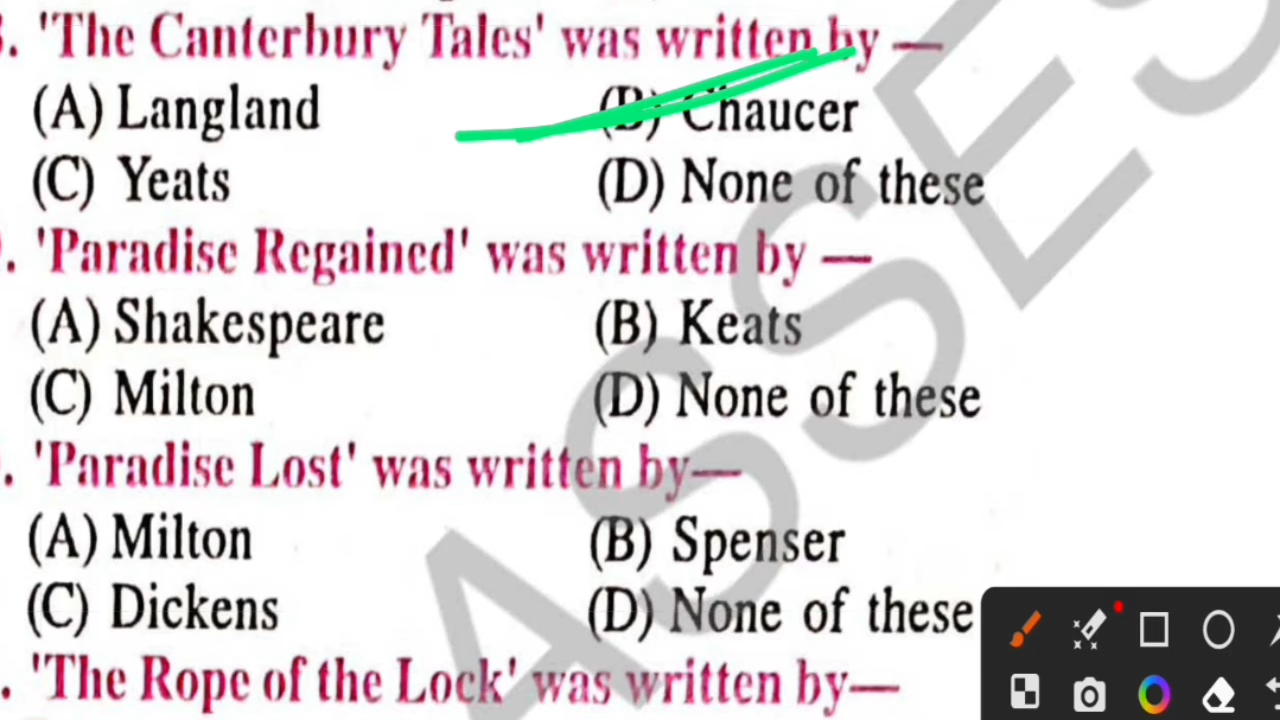 . 'The Canterbury Tales' was written by —
(A) Langland (B) Chaucer
(C) Yeats (D) None of these
. 'Paradise Regained' was written by —
(A) Shakespeare (B) Keats
(C) Milton (D) None of these
. 'Paradise Lost' was written by—
(A) Milton (B) Spenser
(C) Dickens (D) None of these
. 'The Rope of the Lock' was written by—